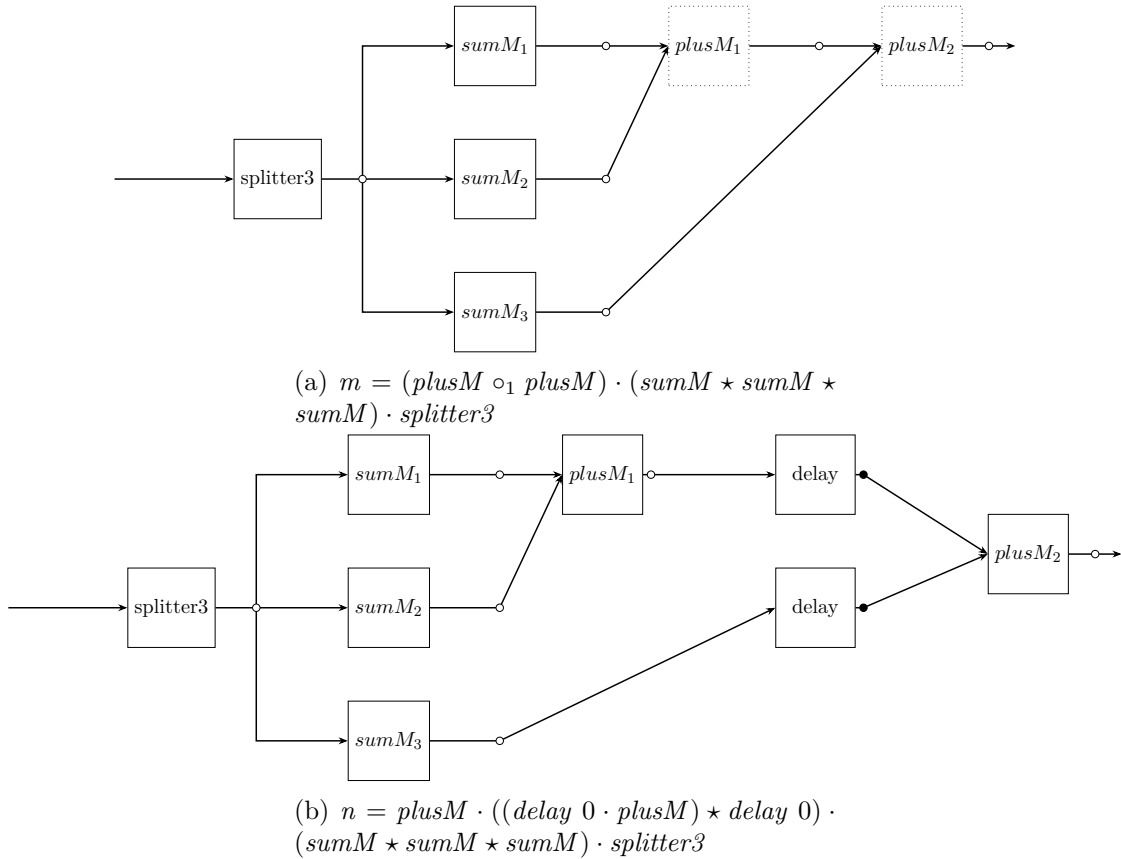 sumM₁
plusM₁
plusM₂
splitter3
sumM₂
sumM₃
(a) m = (plusM ∘₁ plusM) · (sumM ⋆ sumM ⋆
sumM) · splitter3
sumM₁
plusM₁
delay
plusM₂
splitter3
sumM₂
delay
sumM₃
(b) n = plusM · ((delay 0 · plusM) ⋆ delay 0) ·
(sumM ⋆ sumM ⋆ sumM) · splitter3